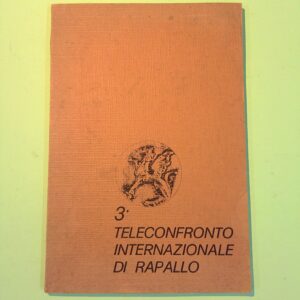 3°
TELECONFRONTO
INTERNAZIONALE
DI RAPALLO